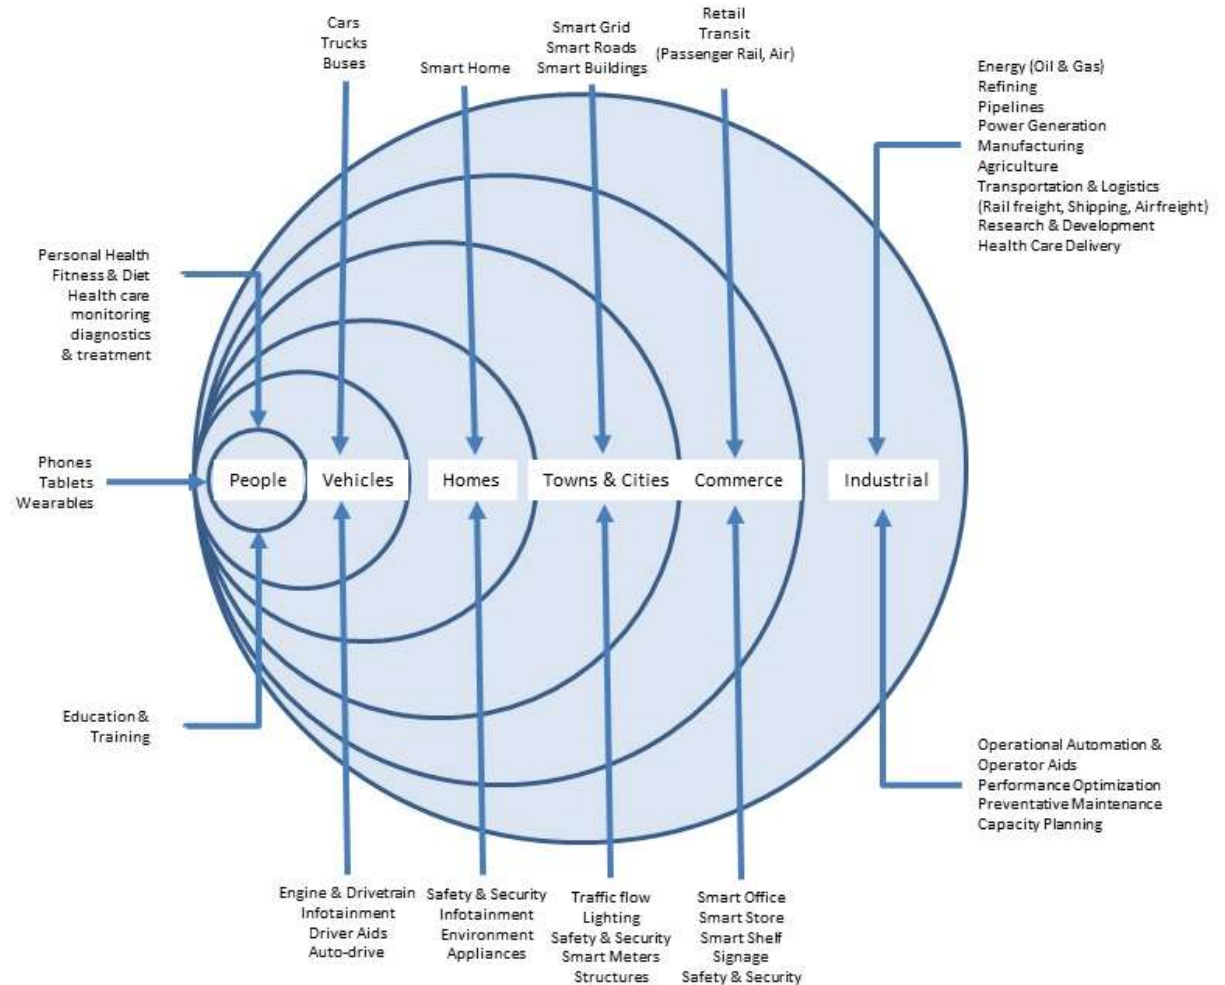 Cars
Trucks
Buses
Smart Home
Smart Grid
Smart Roads
Smart Buildings
Retail
Transit
(Passenger Rail, Air)
Energy (Oil & Gas)
Refining
Pipelines
Power Generation
Manufacturing
Agriculture
Transportation & Logistics
(Rail freight, Shipping, Airfreight)
Research & Development
Health Care Delivery
Personal Health
Fitness & Diet
Health care
monitoring
diagnostics
& treatment
Phones
Tablets
Wearables
People
Vehicles
Homes
Towns & Cities
Commerce
Industrial
Education &
Training
Operational Automation &
Operator Aids
Performance Optimization
Preventative Maintenance
Capacity Planning
Engine & Drivetrain
Infotainment
Driver Aids
Auto-drive
Safety & Security
Infotainment
Environment
Appliances
Traffic flow
Lighting
Safety & Security
Smart Meters
Structures
Smart Office
Smart Store
Smart Shelf
Signage
Safety & Security